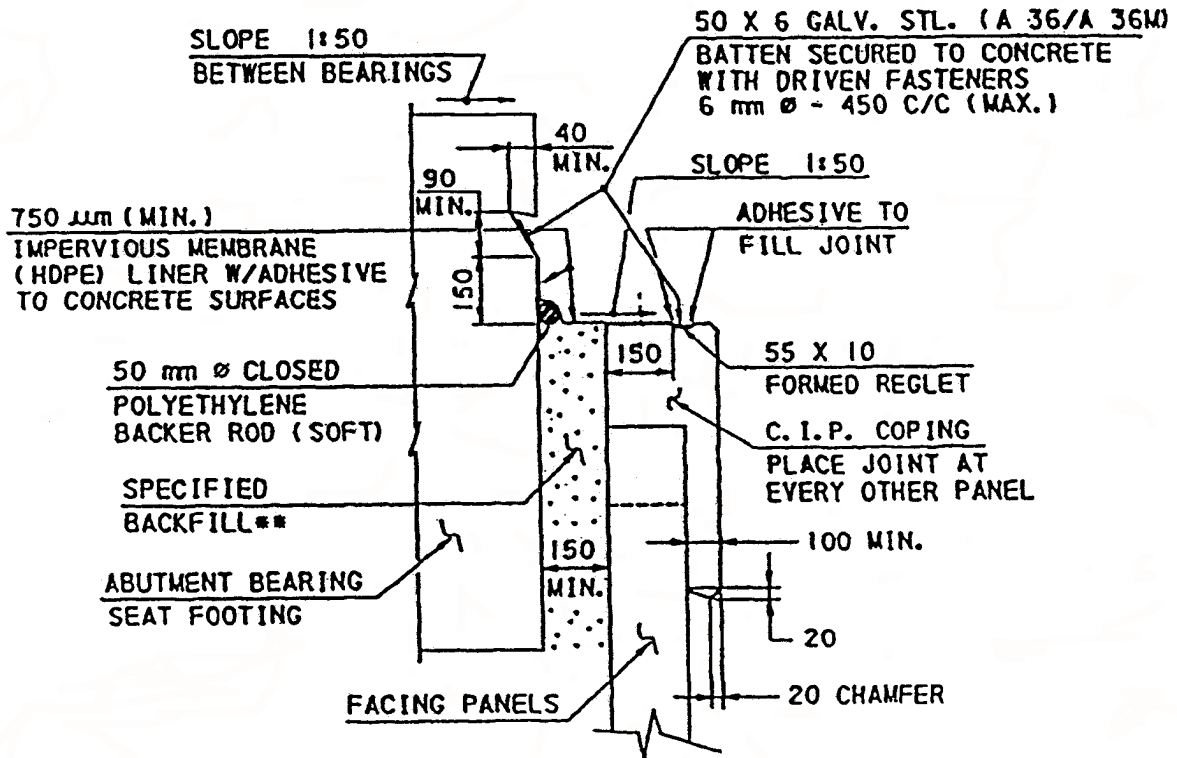 SLOPE 1:50
BETWEEN BEARINGS
50 X 6 GALV. STL. (A 36/A 36M)
BATTEN SECURED TO CONCRETE
WITH DRIVEN FASTENERS
6 mm ø - 450 C/C (MAX.)
40
MIN.
SLOPE 1:50
90
MIN.
750 µm (MIN.)
IMPERVIOUS MEMBRANE
(HDPE) LINER W/ADHESIVE
TO CONCRETE SURFACES
ADHESIVE TO
FILL JOINT
150
150
55 X 10
FORMED REGLET
50 mm ø CLOSED
POLYETHYLENE
BACKER ROD (SOFT)
C. I. P. COPING
PLACE JOINT AT
EVERY OTHER PANEL
SPECIFIED
BACKFILL**
150
MIN.
100 MIN.
ABUTMENT BEARING
SEAT FOOTING
20
FACING PANELS
20 CHAMFER